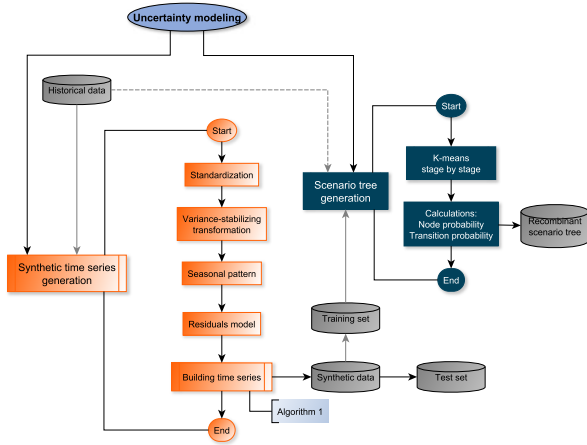 Uncertainty modeling
Historical data
Start
Start
Standardization
K-means
stage by stage
Scenario tree
generation
Variance-stabilizing
transformation
Calculations:
Node probability
Transition probability
Recombinant
scenario tree
Synthetic time series
generation
Seasonal pattern
End
Residuals model
Training set
Building time series
Synthetic data
Test set
Algorithm 1
End